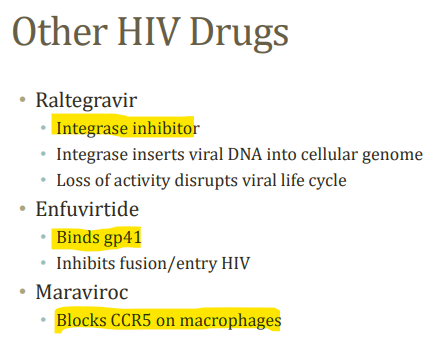 Other HIV Drugs
• Raltegravir
• Integrase inhibitor
• Integrase inserts viral DNA into cellular genome
• Loss of activity disrupts viral life cycle
• Enfuvirtide
• Binds gp41
• Inhibits fusion/entry HIV
• Maraviroc
• Blocks CCR5 on macrophages